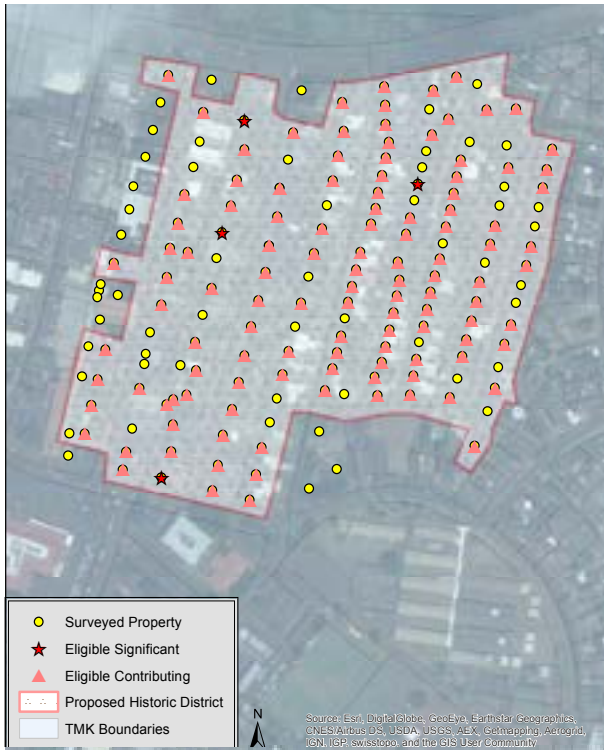 Surveyed Property
Eligible Significant
Eligible Contributing
Proposed Historic District
TMK Boundaries
N
Source: Esri, DigitalGlobe, GeoEye, Earthstar Geographics,
CNES/Airbus DS, USDA, USGS, AEX, Getmapping, Aerogrid,
IGN, IGP, swisstopo, and the GIS User Community